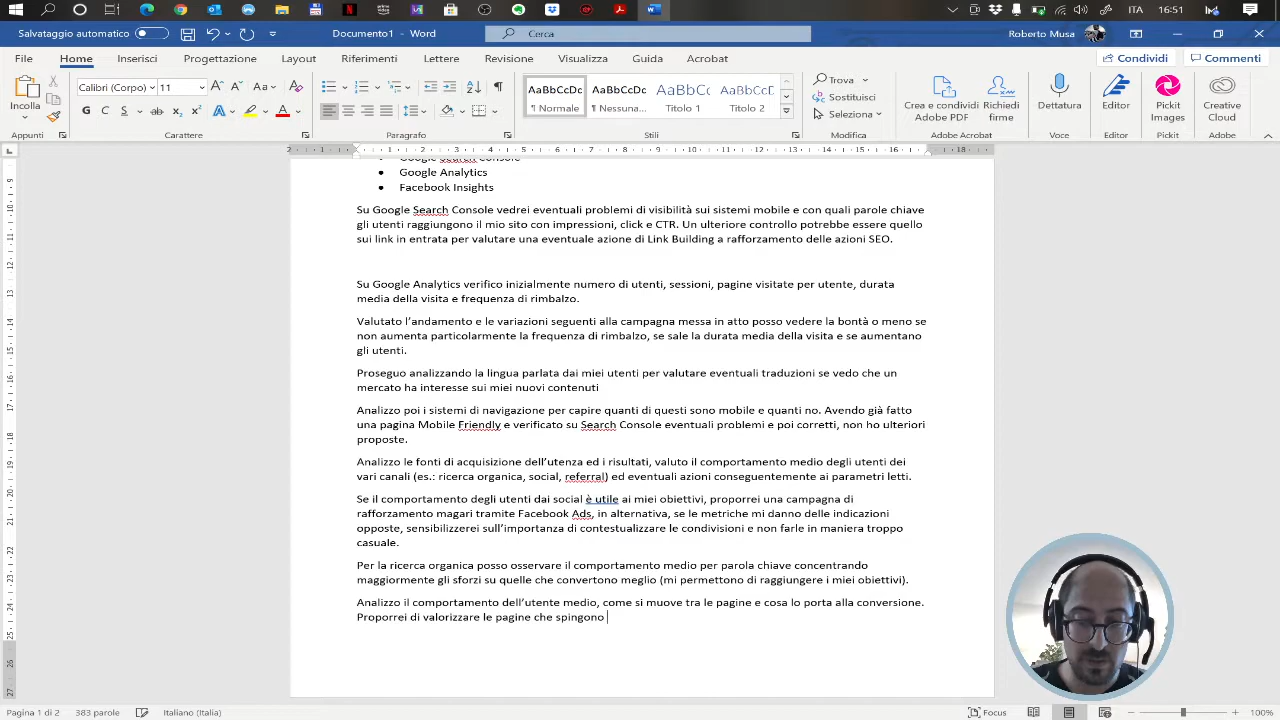 ITA 16:51
Salvataggio automatico Documento1 - Word Cerca Roberto Musa
File Home Inserisci Progettazione Layout Riferimenti Lettere Revisione Visualizza Guida Acrobat Condividi Commenti
Calibri (Corpo) 11
AaBbCcDc AaBbCcDc AaBbCc AaBbCcD
¶ Normale ¶ Nessuna... Titolo 1 Titolo 2
Incolla
Trova
Sostituisci
Seleziona
Crea e condividi Adobe PDF
Richiedi firme
Dettatura
Editor
Pickit Images
Creative Cloud
Appunti Carattere Paragrafo Stili Modifica Adobe Acrobat Voce Editor Pickit Adobe
Google Search Console
● Google Analytics
● Facebook Insights
Su Google Search Console vedrei eventuali problemi di visibilità sui sistemi mobile e con quali parole chiave
gli utenti raggiungono il mio sito con impressioni, click e CTR. Un ulteriore controllo potrebbe essere quello
sui link in entrata per valutare una eventuale azione di Link Building a rafforzamento delle azioni SEO.
Su Google Analytics verifico inizialmente numero di utenti, sessioni, pagine visitate per utente, durata
media della visita e frequenza di rimbalzo.
Valutato l’andamento e le variazioni seguenti alla campagna messa in atto posso vedere la bontà o meno se
non aumenta particolarmente la frequenza di rimbalzo, se sale la durata media della visita e se aumentano
gli utenti.
Proseguo analizzando la lingua parlata dai miei utenti per valutare eventuali traduzioni se vedo che un
mercato ha interesse sui miei nuovi contenuti
Analizzo poi i sistemi di navigazione per capire quanti di questi sono mobile e quanti no. Avendo già fatto
una pagina Mobile Friendly e verificato su Search Console eventuali problemi e poi corretti, non ho ulteriori
proposte.
Analizzo le fonti di acquisizione dell’utenza ed i risultati, valuto il comportamento medio degli utenti dei
vari canali (es.: ricerca organica, social, referral) ed eventuali azioni conseguentemente ai parametri letti.
Se il comportamento degli utenti dai social è utile ai miei obiettivi, proporrei una campagna di
rafforzamento magari tramite Facebook Ads, in alternativa, se le metriche mi danno delle indicazioni
opposte, sensibilizzerei sull’importanza di contestualizzare le condivisioni e non farle in maniera troppo
casuale.
Per la ricerca organica posso osservare il comportamento medio per parola chiave concentrando
maggiormente gli sforzi su quelle che convertono meglio (mi permettono di raggiungere i miei obiettivi).
Analizzo il comportamento dell’utente medio, come si muove tra le pagine e cosa lo porta alla conversione.
Proporrei di valorizzare le pagine che spingono
Pagina 1 di 2 383 parole Italiano (Italia) Focus 100%